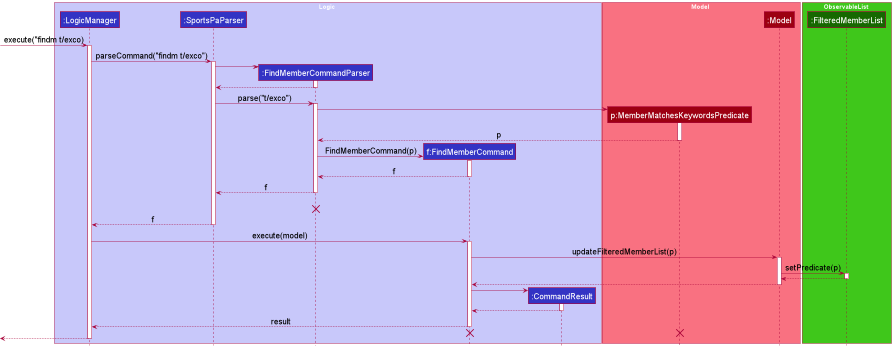 Logic
Model
ObservableList
:LogicManager
:SportsPaParser
:Model
:FilteredMemberList
execute("findm t/exco)
parseCommand("findm t/exco")
:FindMemberCommandParser
parse("t/exco")
p:MemberMatchesKeywordsPredicate
p
FindMemberCommand(p)
f:FindMemberCommand
f
f
f
execute(model)
updateFilteredMemberList(p)
setPredicate(p)
:CommandResult
result